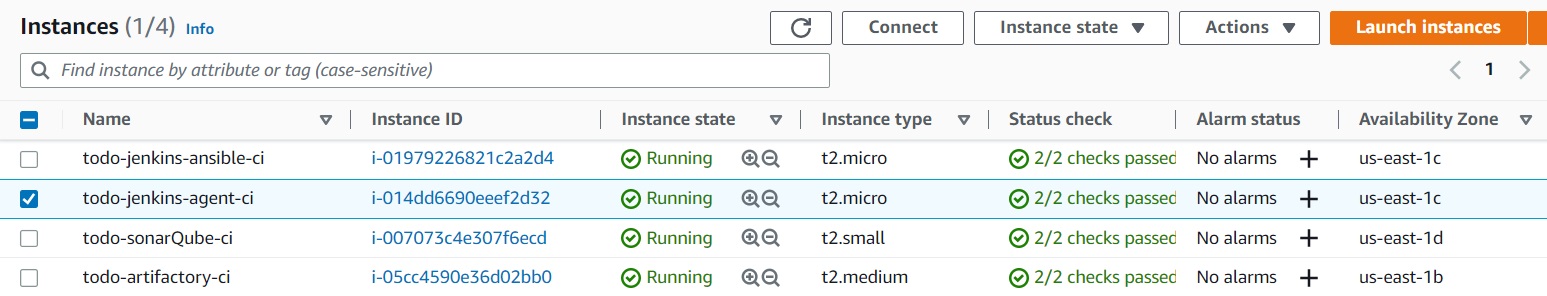 Instances (1/4) Info Connect Instance state Actions Launch instances
Find instance by attribute or tag (case-sensitive) 1
Name Instance ID Instance state Instance type Status check Alarm status Availability Zone
todo-jenkins-ansible-ci i-01979226821c2a2d4 Running t2.micro 2/2 checks passed No alarms us-east-1c
todo-jenkins-agent-ci i-014dd6690eeef2d32 Running t2.micro 2/2 checks passed No alarms us-east-1c
todo-sonarQube-ci i-007073c4e307f6ecd Running t2.small 2/2 checks passed No alarms us-east-1d
todo-artifactory-ci i-05cc4590e36d02bb0 Running t2.medium 2/2 checks passed No alarms us-east-1b